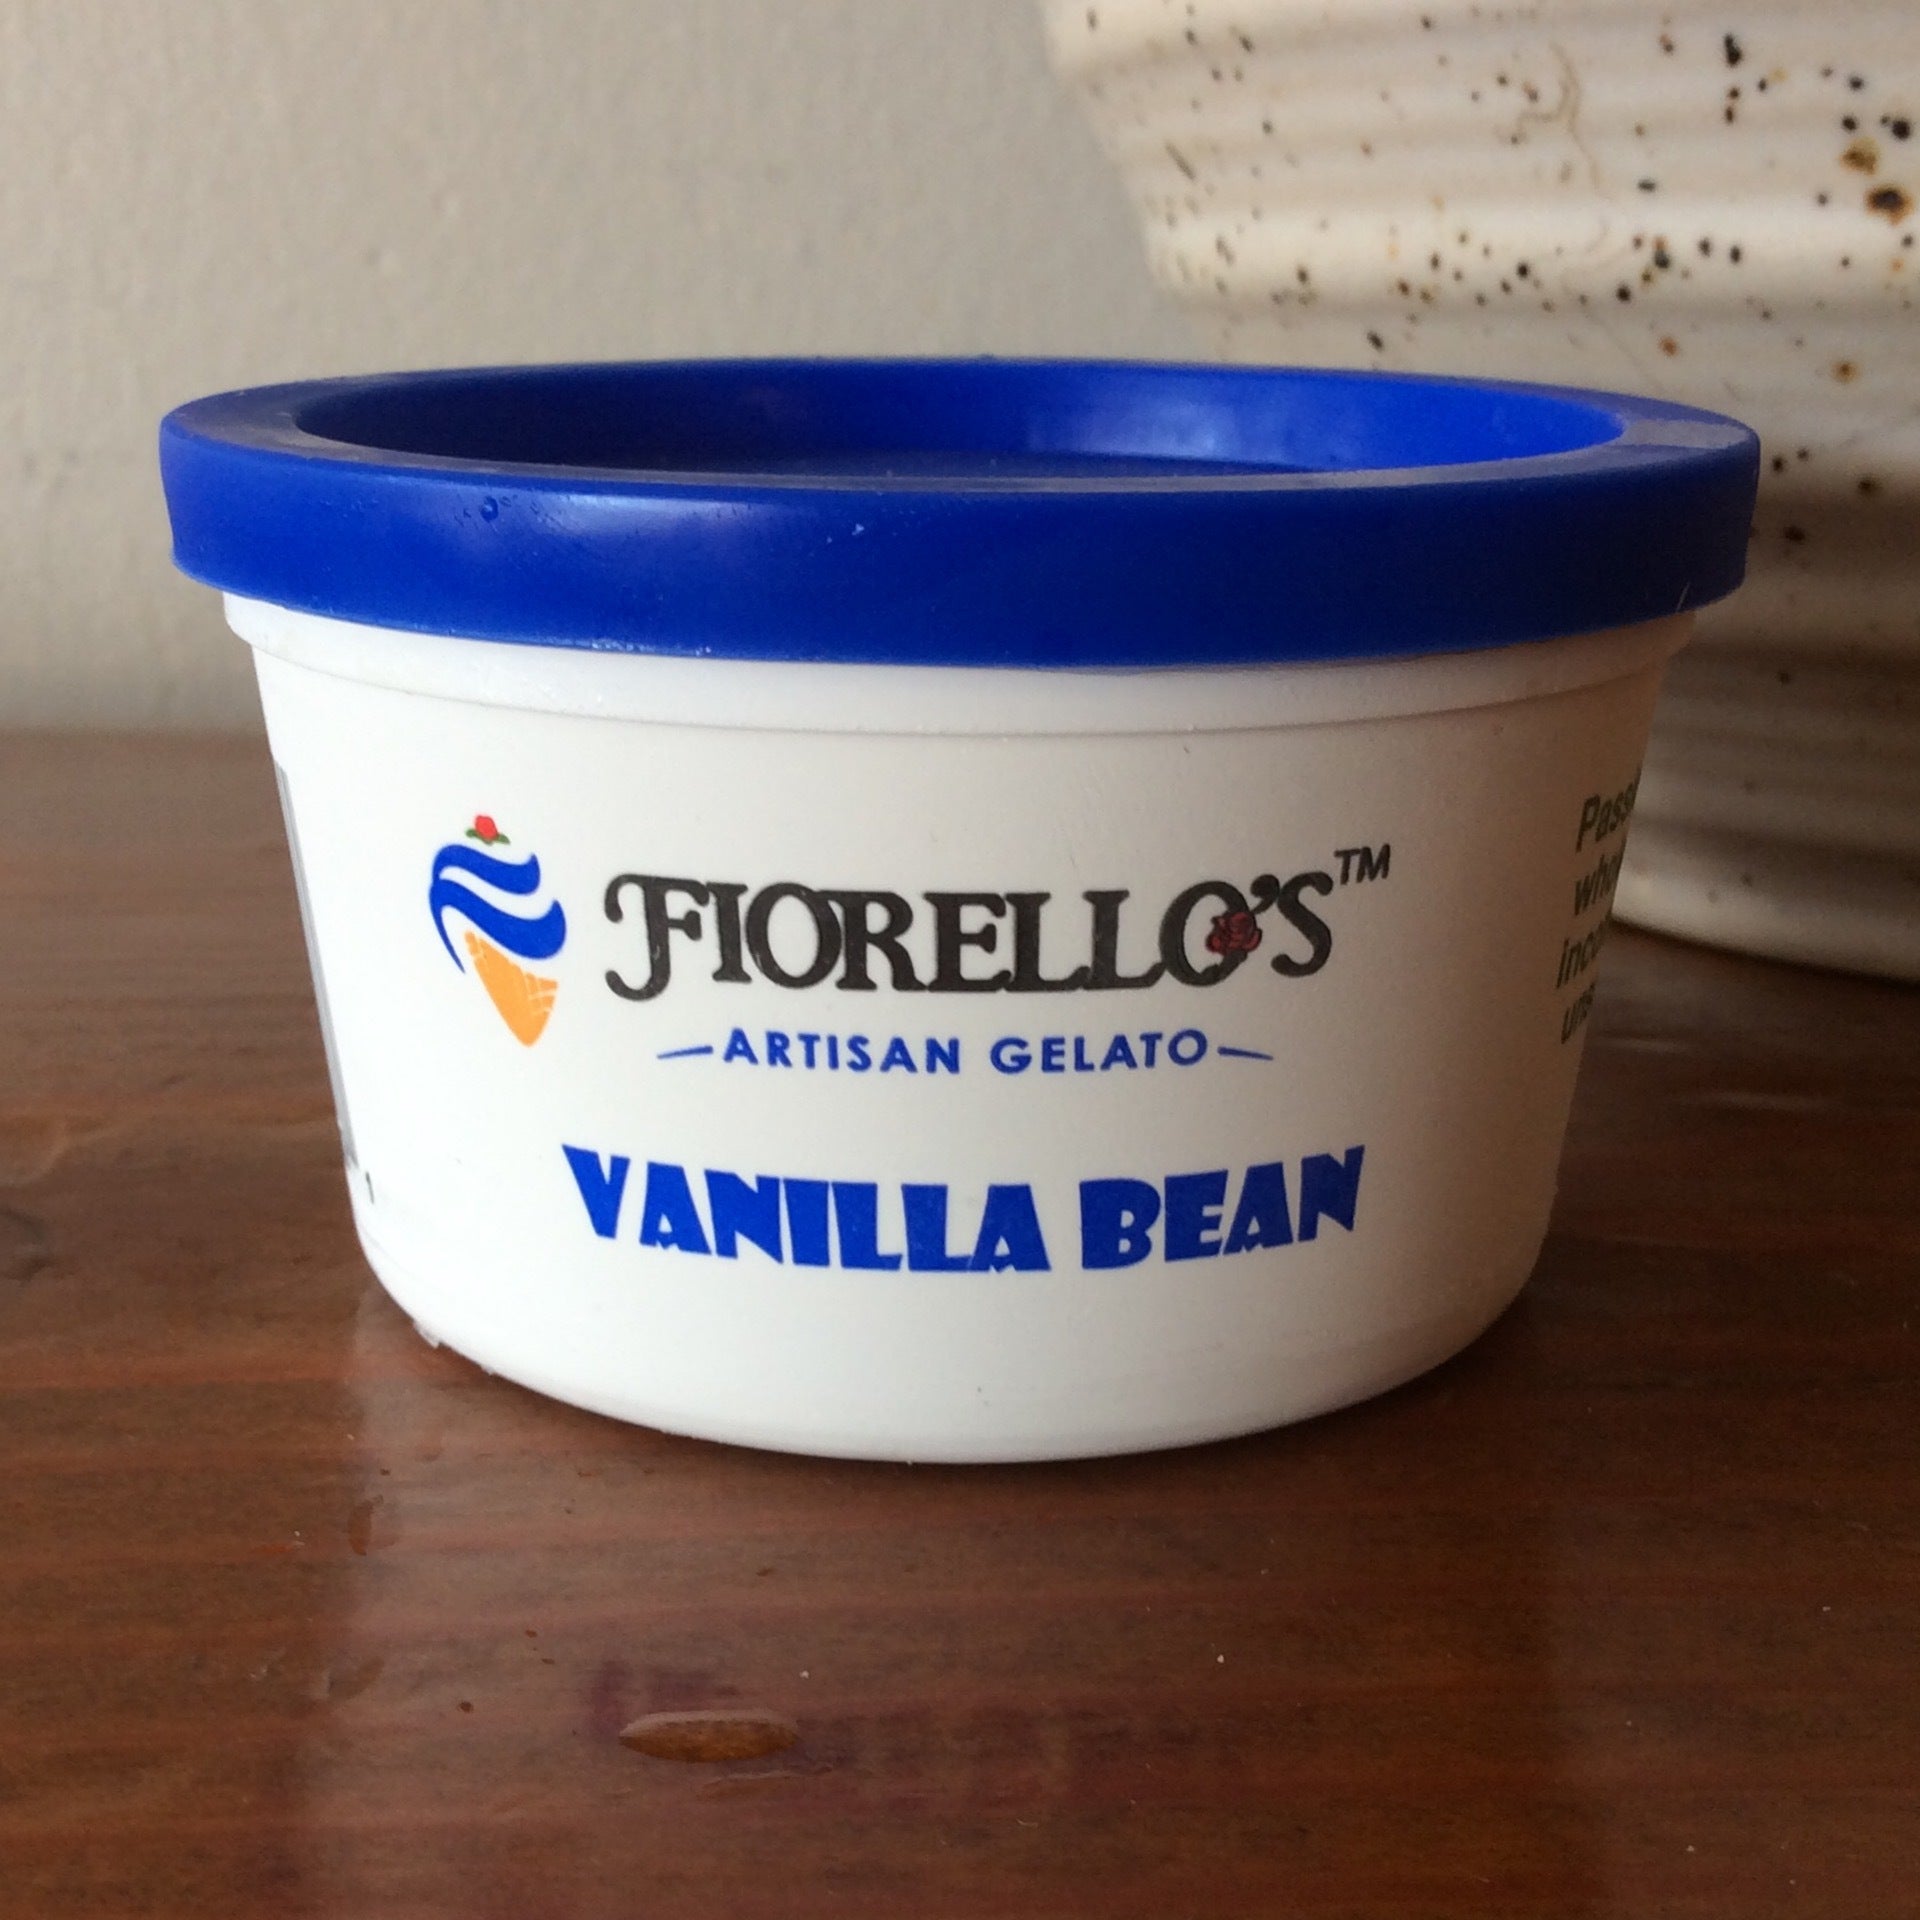 FIORELLO'S™
ARTISAN GELATO
VANILLA BEAN